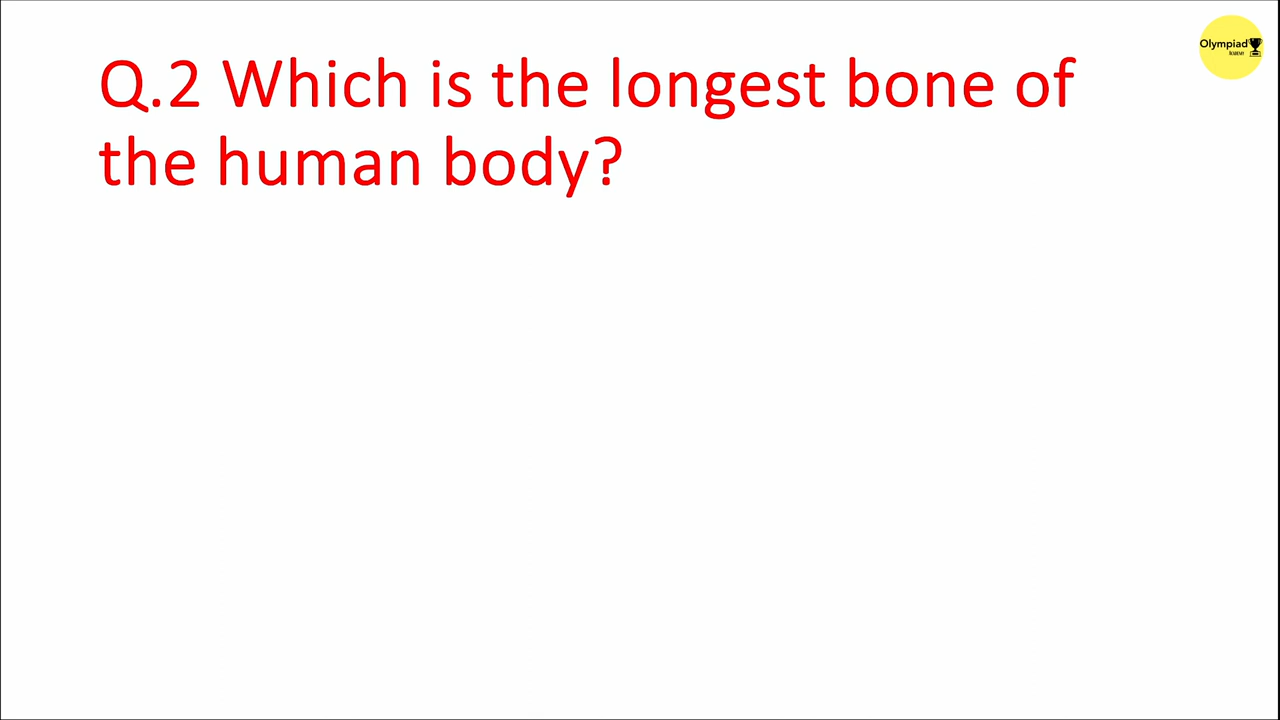 Olympiad
Q.2 Which is the longest bone of
the human body?